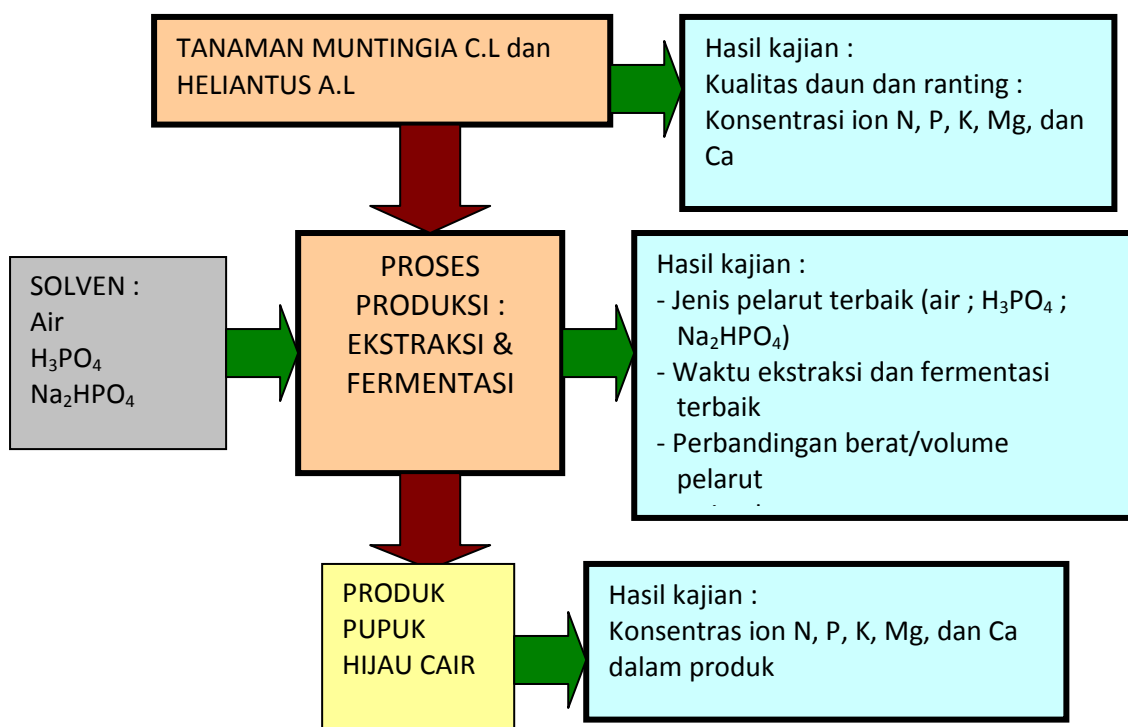 TANAMAN MUNTINGIA C.L dan
HELIANTUS A.L
Hasil kajian :
Kualitas daun dan ranting :
Konsentrasi ion N, P, K, Mg, dan
Ca
SOLVEN :
Air
H₃PO₄
Na₂HPO₄
PROSES
PRODUKSI :
EKSTRAKSI &
FERMENTASI
Hasil kajian :
- Jenis pelarut terbaik (air ; H₃PO₄ ;
Na₂HPO₄)
- Waktu ekstraksi dan fermentasi
terbaik
- Perbandingan berat/volume
pelarut
PRODUK
PUPUK
HIJAU CAIR
Hasil kajian :
Konsentras ion N, P, K, Mg, dan Ca
dalam produk